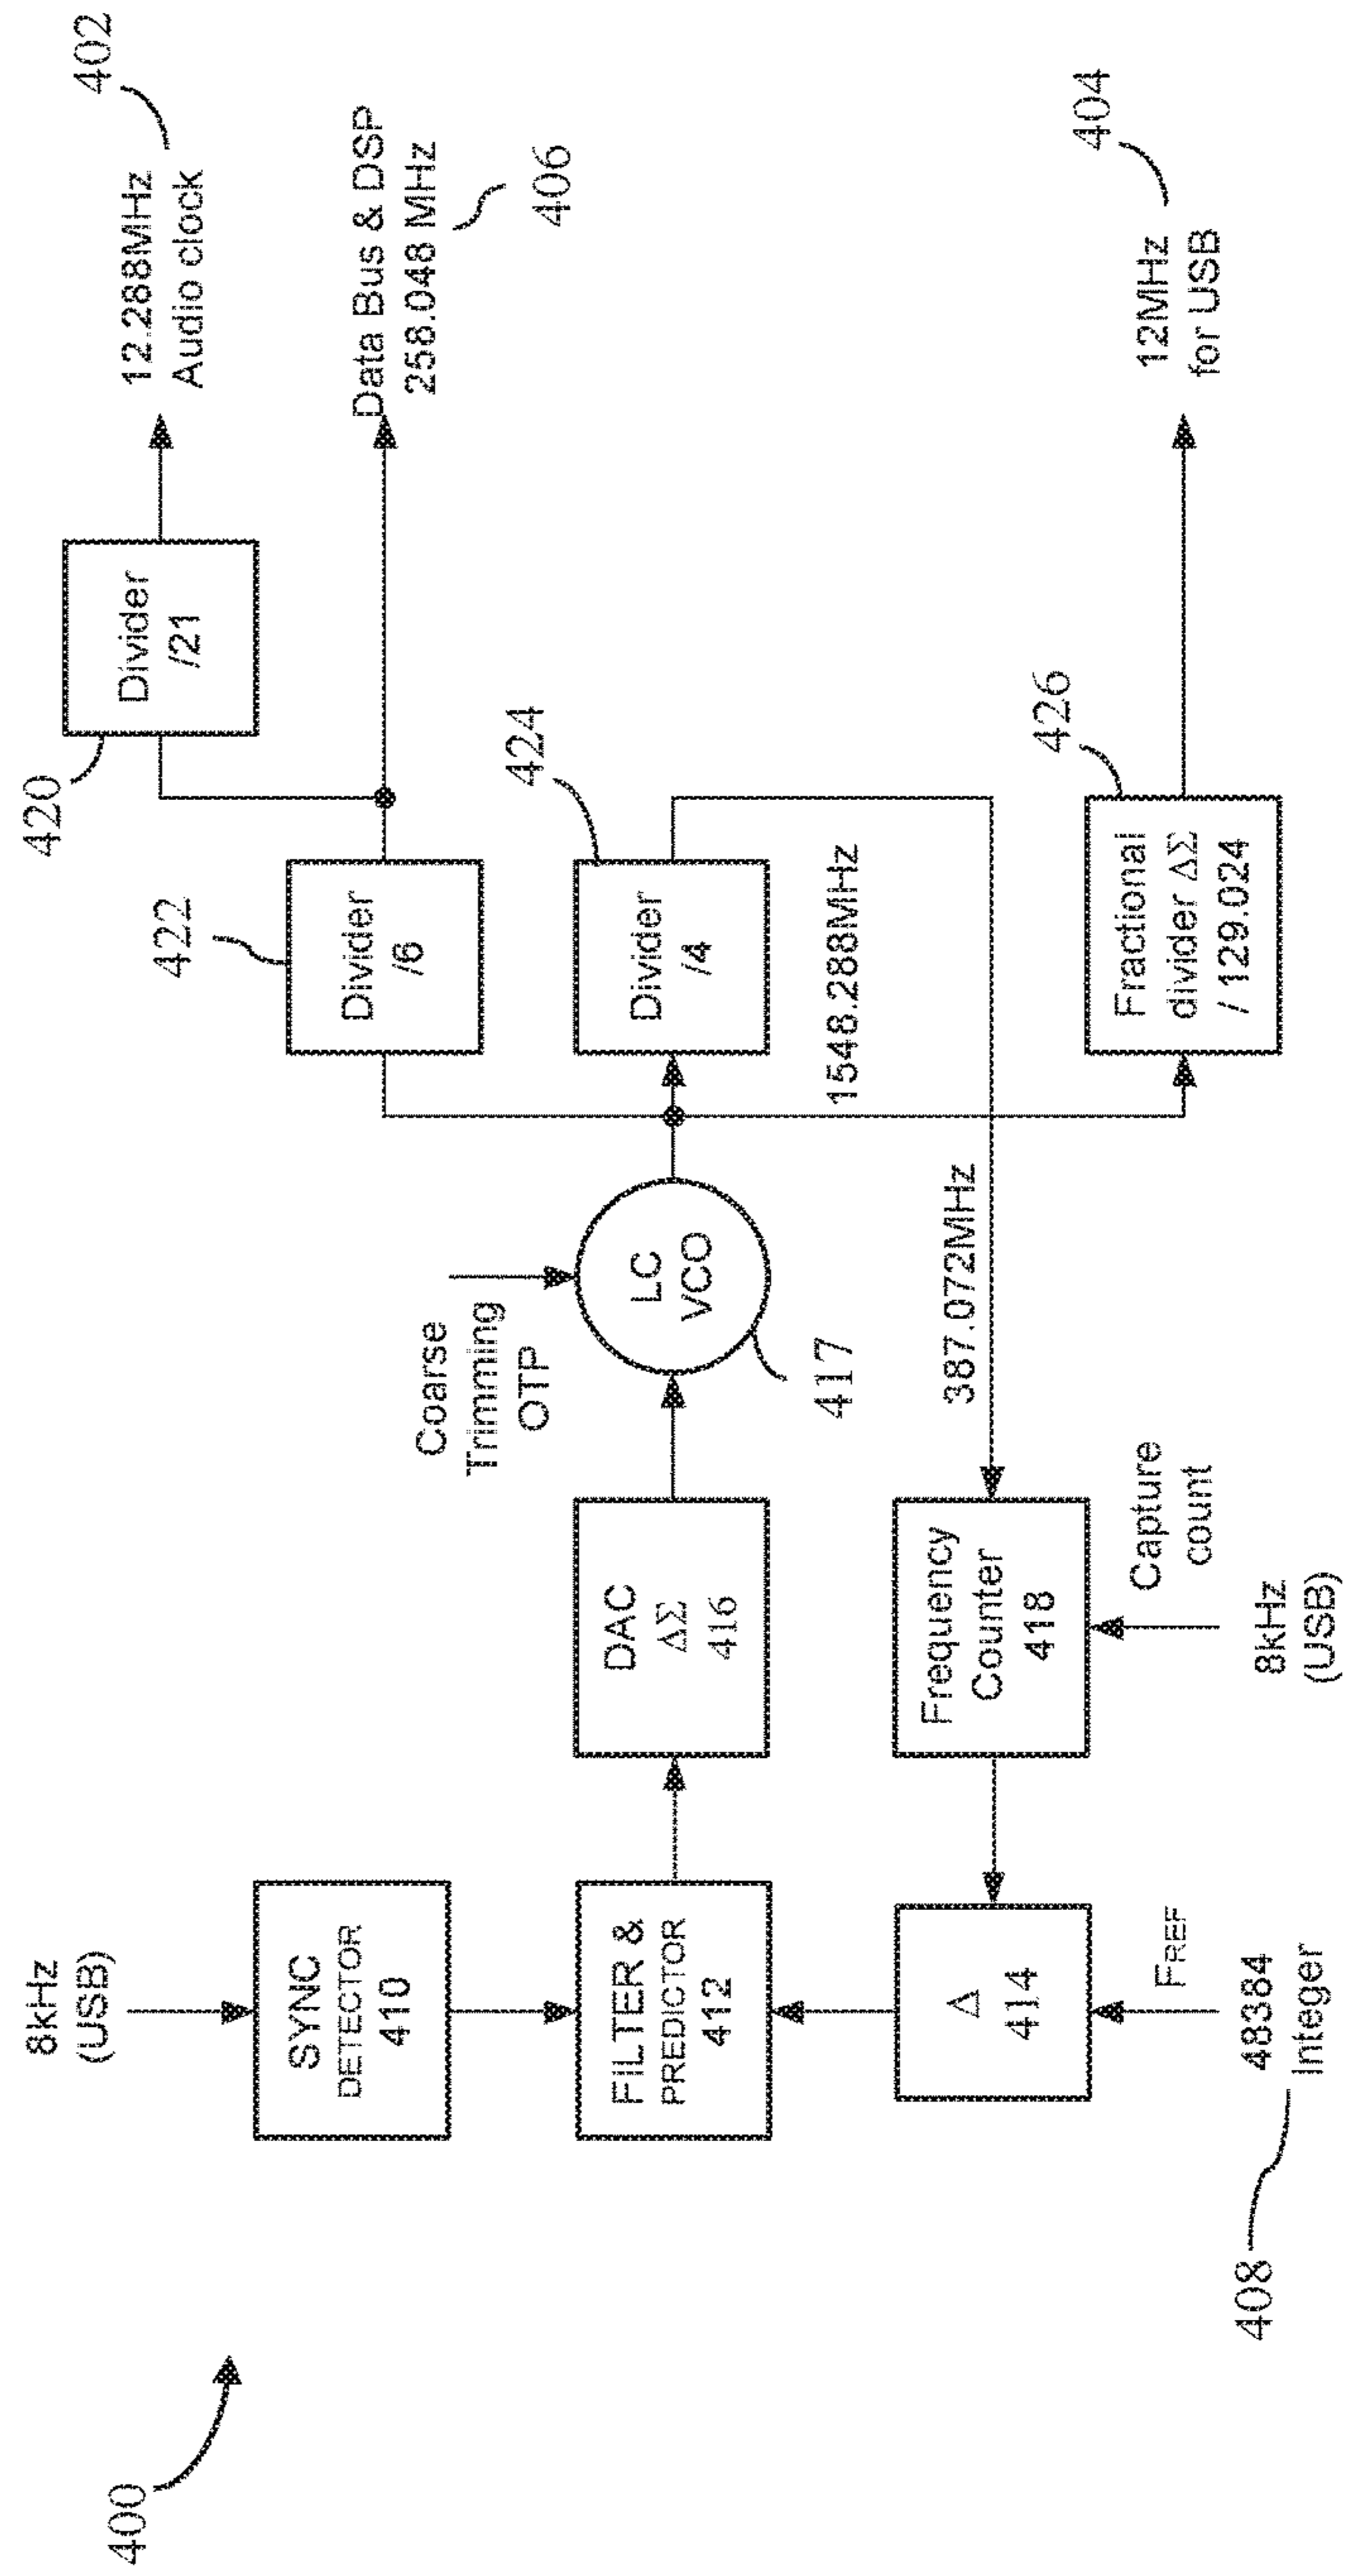 400
8kHz
(USB)
SYNC
DETECTOR
410
FILTER &
PREDICTOR
412
Δ
414
FREF
48384
Integer
408
DAC
ΔΣ
416
Frequency
Counter
418
Capture
count
8kHz
(USB)
Coarse
Trimming
OTP
LC
VCO
417
387.072MHz
1548.288MHz
422
Divider
/6
424
Divider
/4
426
Fractional
divider ΔΣ
/ 129.024
420
Divider
/21
12.288MHz
Audio clock
402
Data Bus & DSP
258.048 MHz
406
12MHz
for USB
404